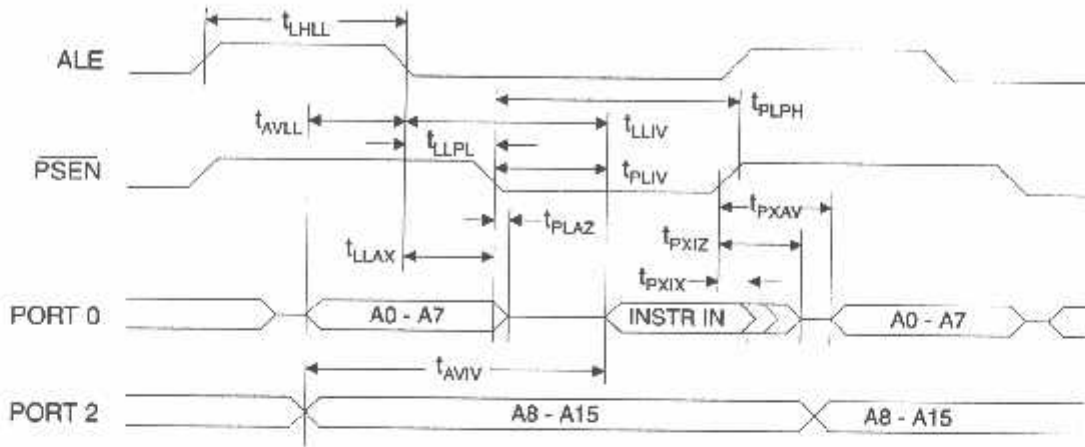 tLHLL
ALE
tPLPH
tAVLL
tLLIV
tLLPL
PSEN
tPLIV
tPXAV
tPLAZ
tPXIZ
tLLAX
tPXIX
PORT 0
A0 - A7
INSTR IN
A0 - A7
tAVIV
PORT 2
A8 - A15
A8 - A15